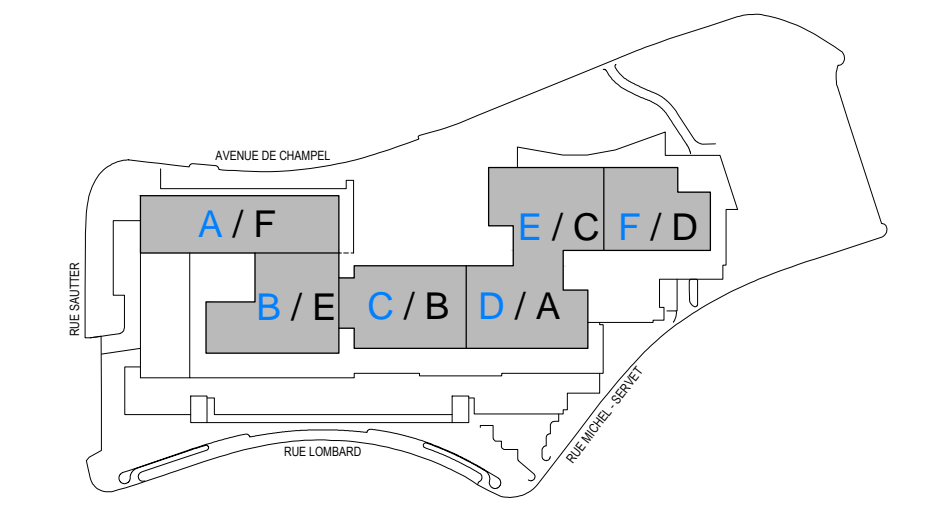 AVENUE DE CHAMPEL
A / F
E / C
F / D
RUE SAUTTER
B / E
C / B
D / A
RUE MICHEL - SERVET
RUE LOMBARD